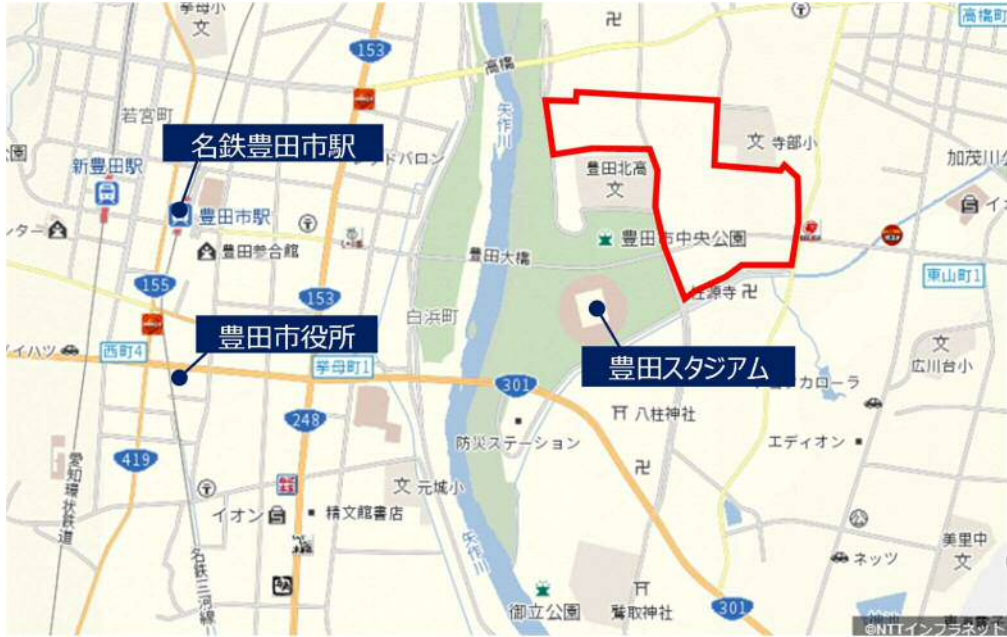 挙母小
文
153
卍
高橋町
高橋
若宮町
矢作川
名鉄豊田市駅
文 寺部小
新豊田駅
豊田北高
文
加茂川公
豊田市駅
豊田市中央公園
豊田参合館
豊田大橋
東山町1
155
153
白浜町
卍
豊田市役所
豊田スタジアム
西町4
挙母町1
文
広川台小
301
カローラ
八柱神社
248
防災ステーション
エディオン
419
卍
愛知環状鉄道
文 元城小
イオン
精文館書店
美里中
文
名鉄三河線
矢作川
ネッツ
御立公園
鷲取神社
301
©NTTインフラネット